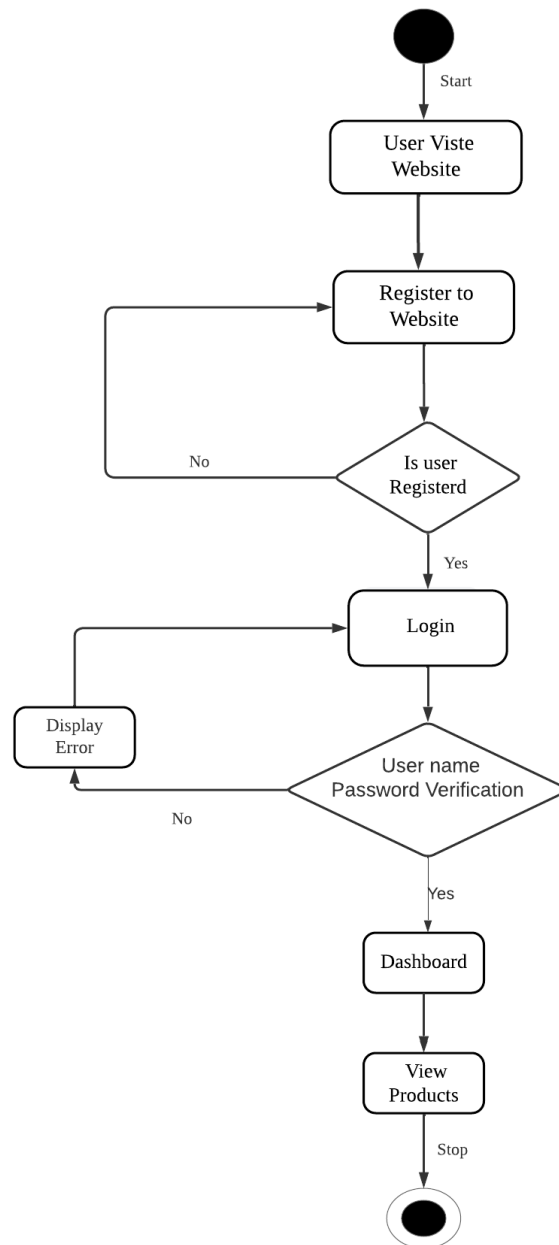 Start
User Viste
Website
Register to
Website
Is user
Registerd
No
Yes
Login
Display
Error
User name
Password Verification
No
Yes
Dashboard
View
Products
Stop